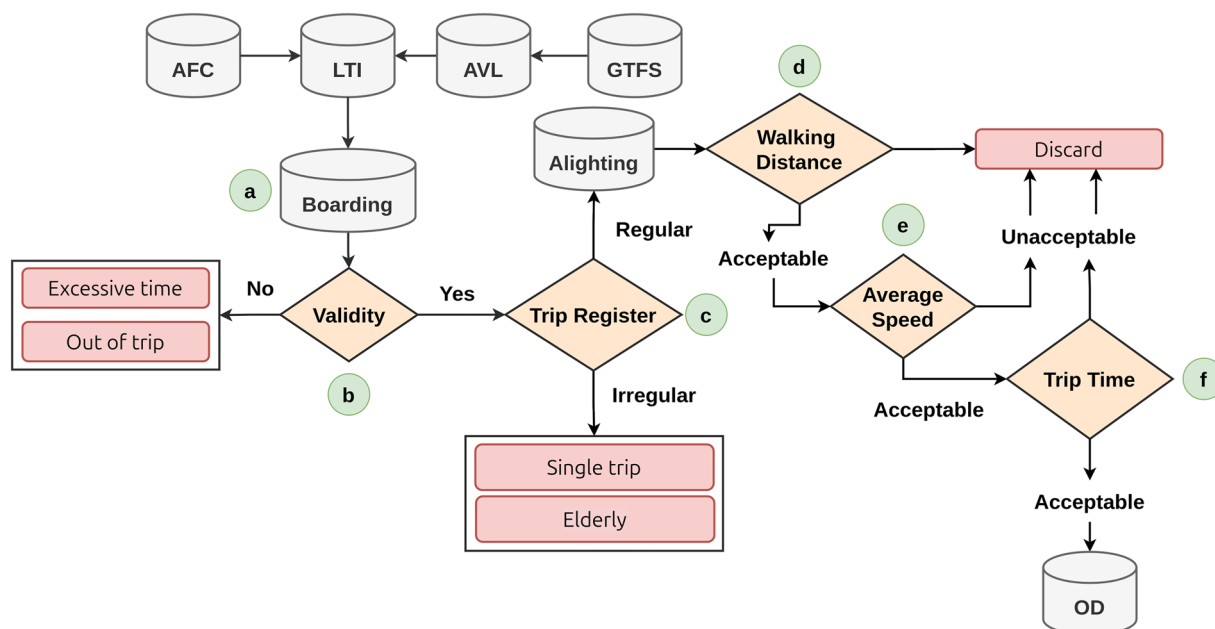 AFC
LTI
AVL
GTFS
d
Walking
Distance
Discard
Alighting
a
Boarding
Regular
e
Unacceptable
Acceptable
No
Excessive time
Out of trip
Validity
Yes
Trip Register
c
Average
Speed
b
Irregular
Acceptable
Trip Time
f
Single trip
Elderly
Acceptable
OD